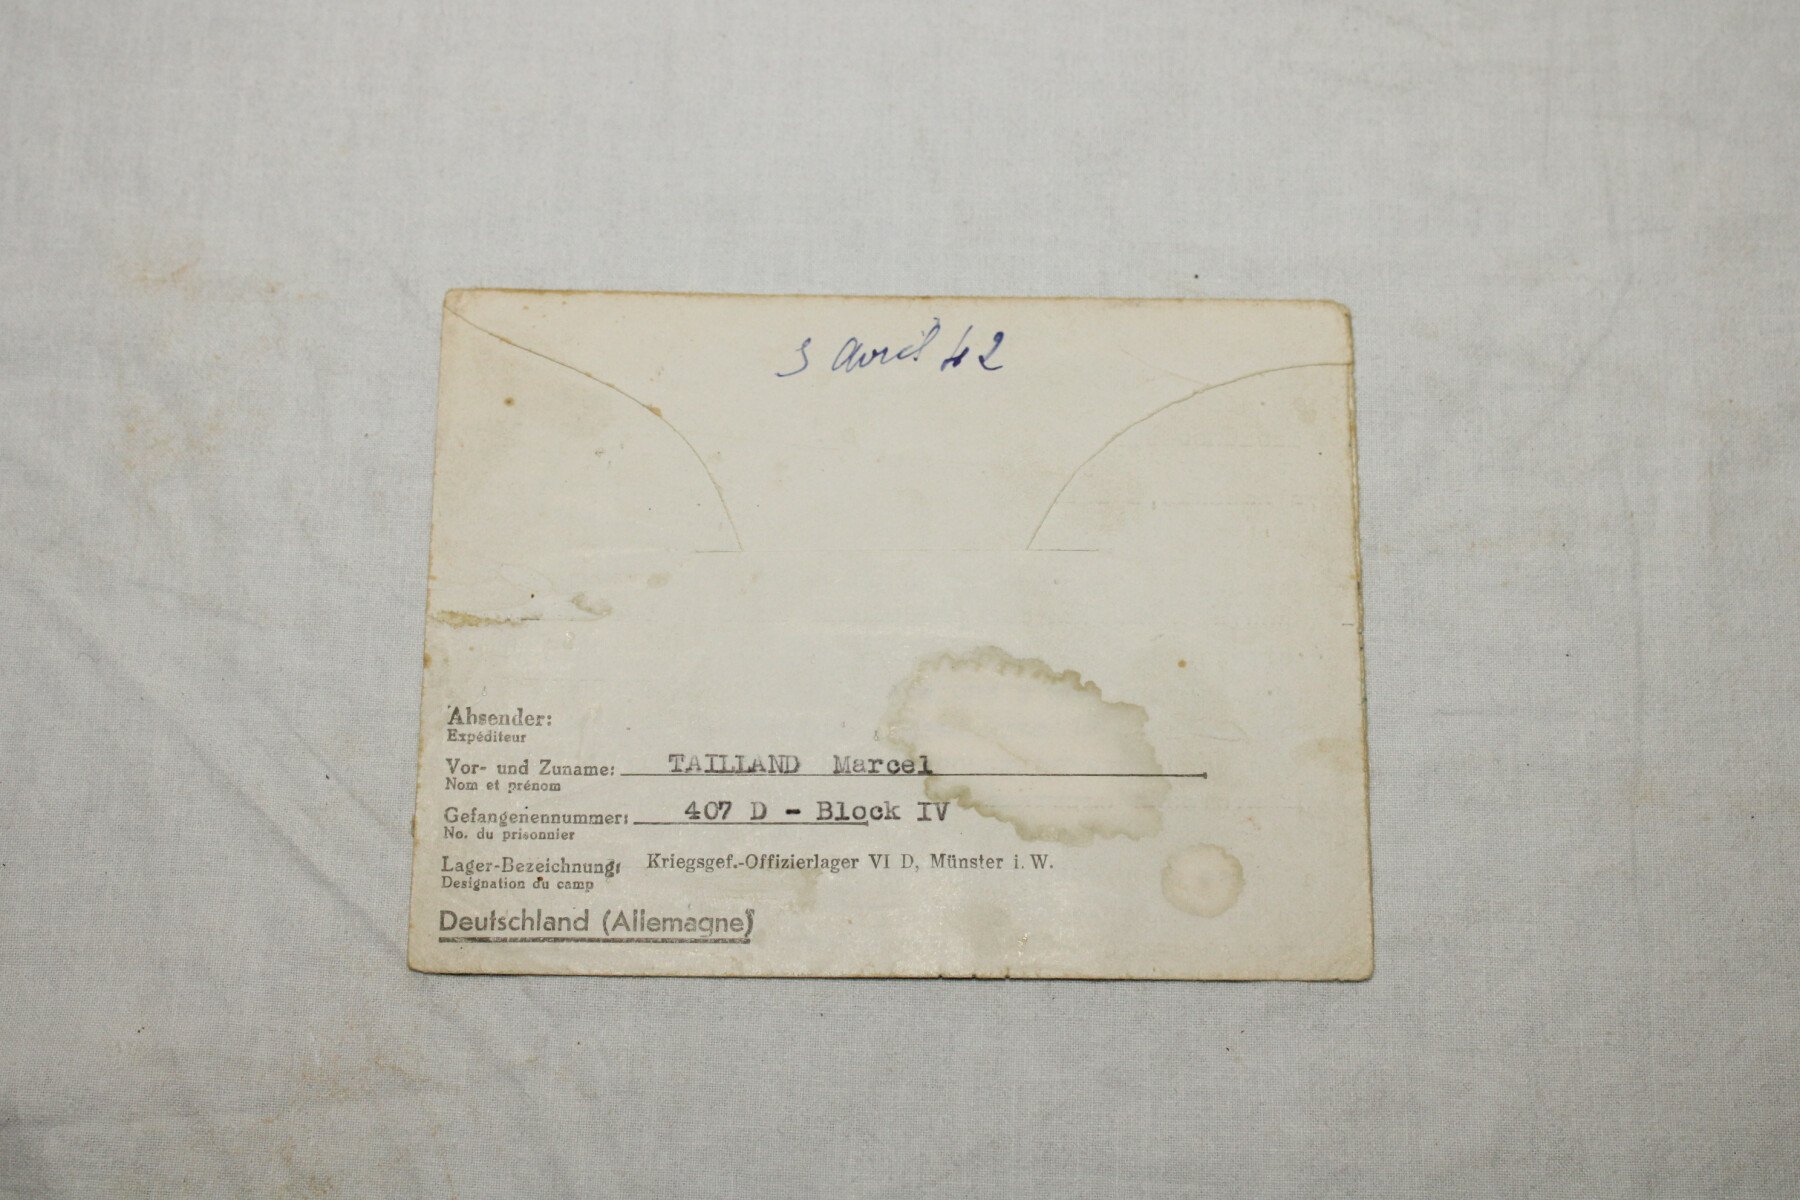 5 Avril 42
Absender:
Expéditeur
Vor- und Zuname: TAILLAND Marcel
Nom et prénom
Gefangenennummer: 407 D - Block IV
No. du prisonnier
Lager-Bezeichnung: Kriegsgef.-Offizierlager VI D, Münster i. W.
Designation du camp
Deutschland (Allemagne)